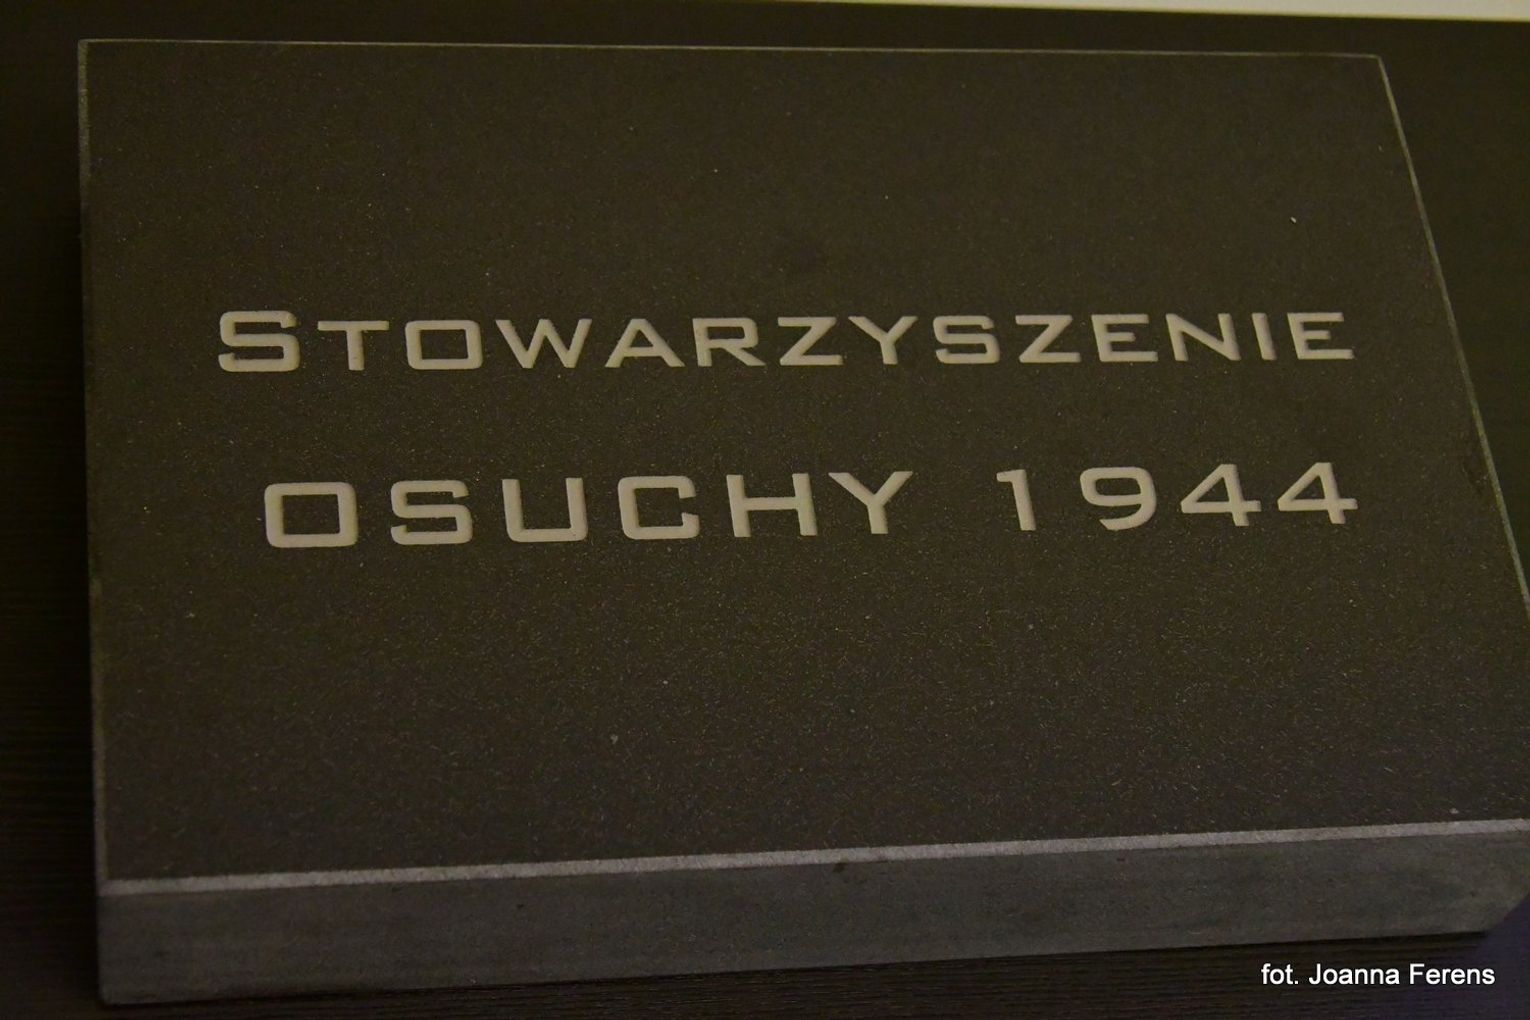 STOWARZYSZENIE
OSUCHY 1944
fot. Joanna Ferens